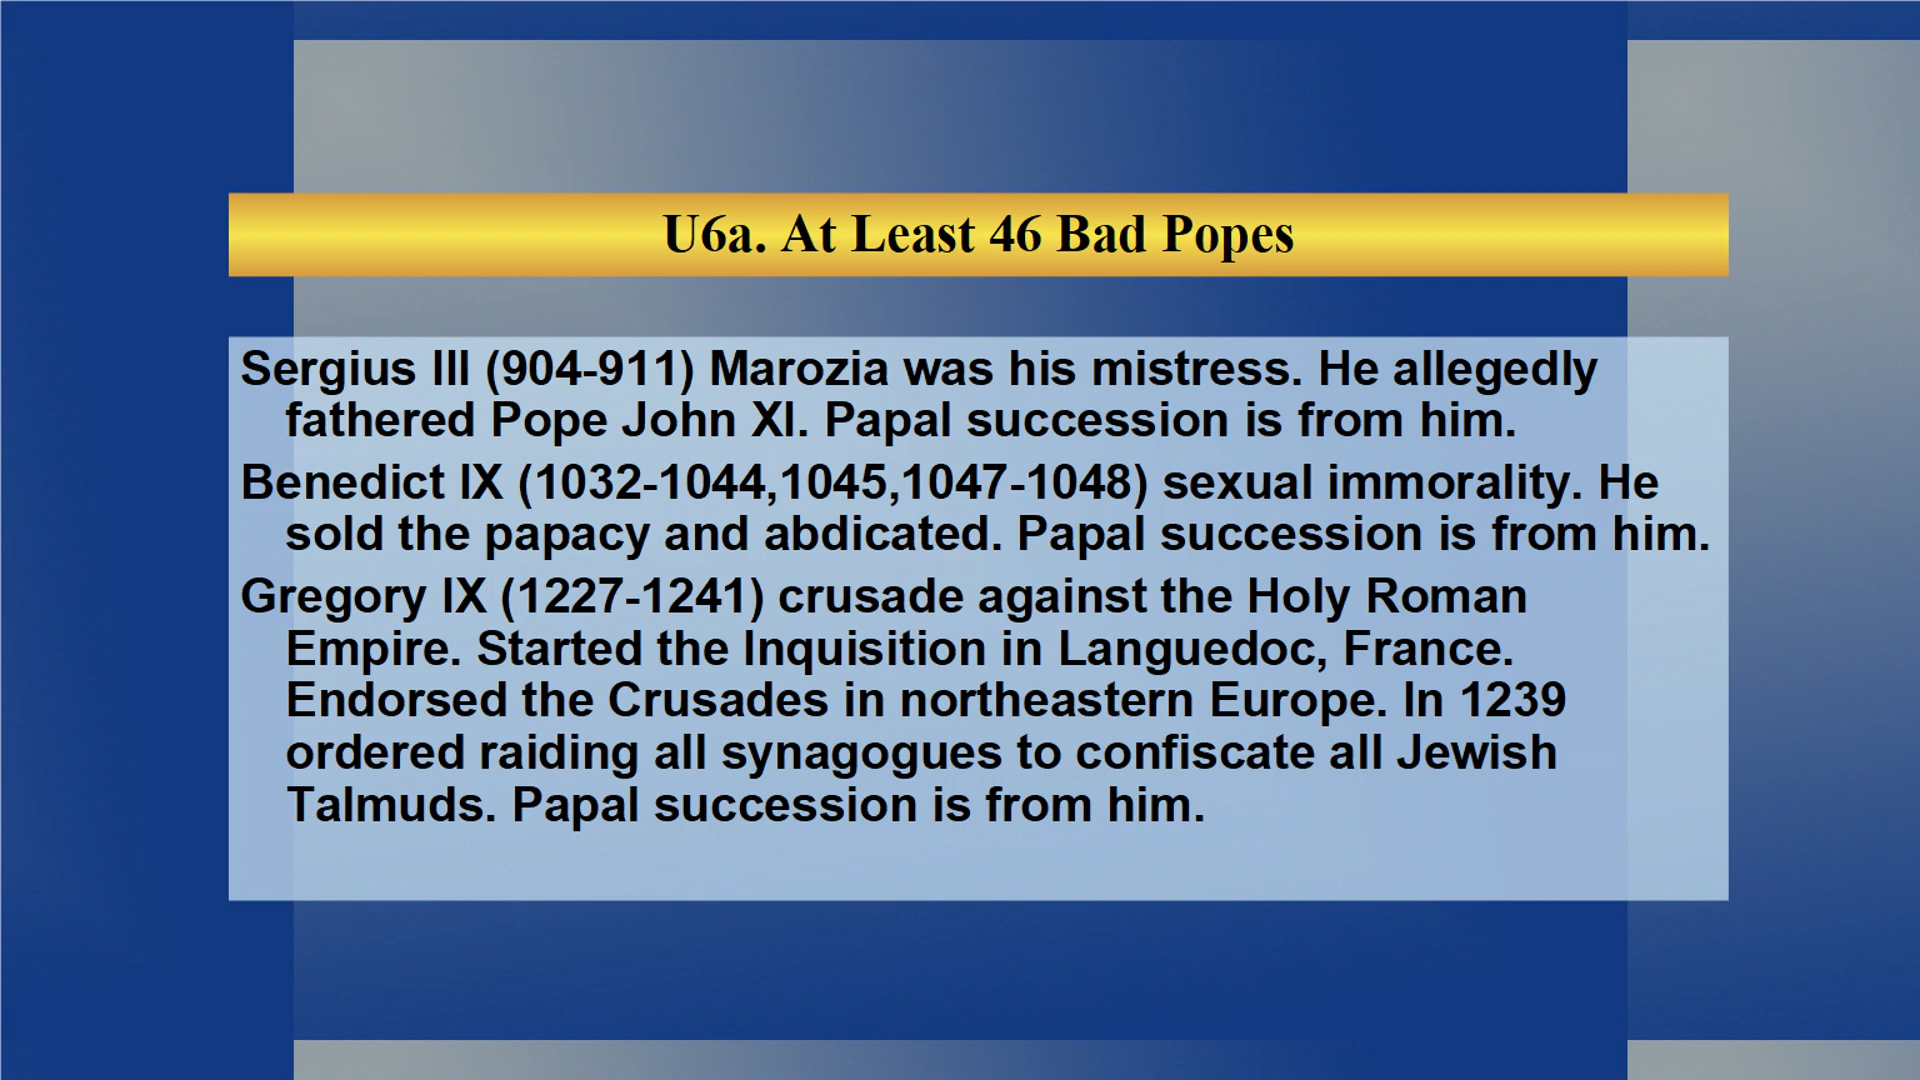 U6a. At Least 46 Bad Popes
Sergius III (904-911) Marozia was his mistress. He allegedly
fathered Pope John XI. Papal succession is from him.
Benedict IX (1032-1044,1045,1047-1048) sexual immorality. He
sold the papacy and abdicated. Papal succession is from him.
Gregory IX (1227-1241) crusade against the Holy Roman
Empire. Started the Inquisition in Languedoc, France.
Endorsed the Crusades in northeastern Europe. In 1239
ordered raiding all synagogues to confiscate all Jewish
Talmuds. Papal succession is from him.